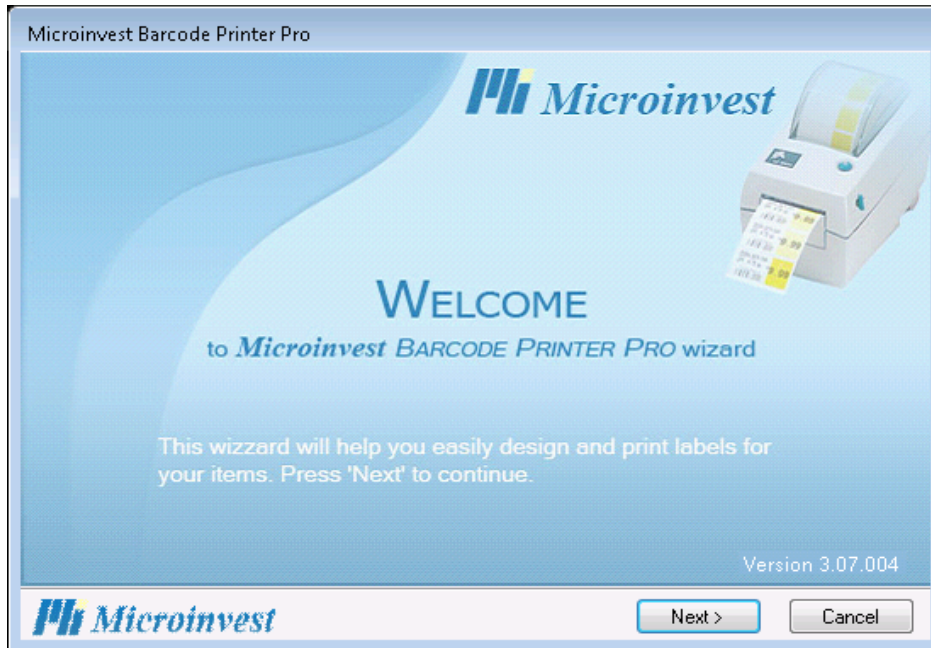 Microinvest Barcode Printer Pro
Microinvest
WELCOME
to Microinvest BARCODE PRINTER PRO wizard
This wizzard will help you easily design and print labels for
your items. Press 'Next' to continue.
Version 3.07.004
Microinvest
Next >
Cancel